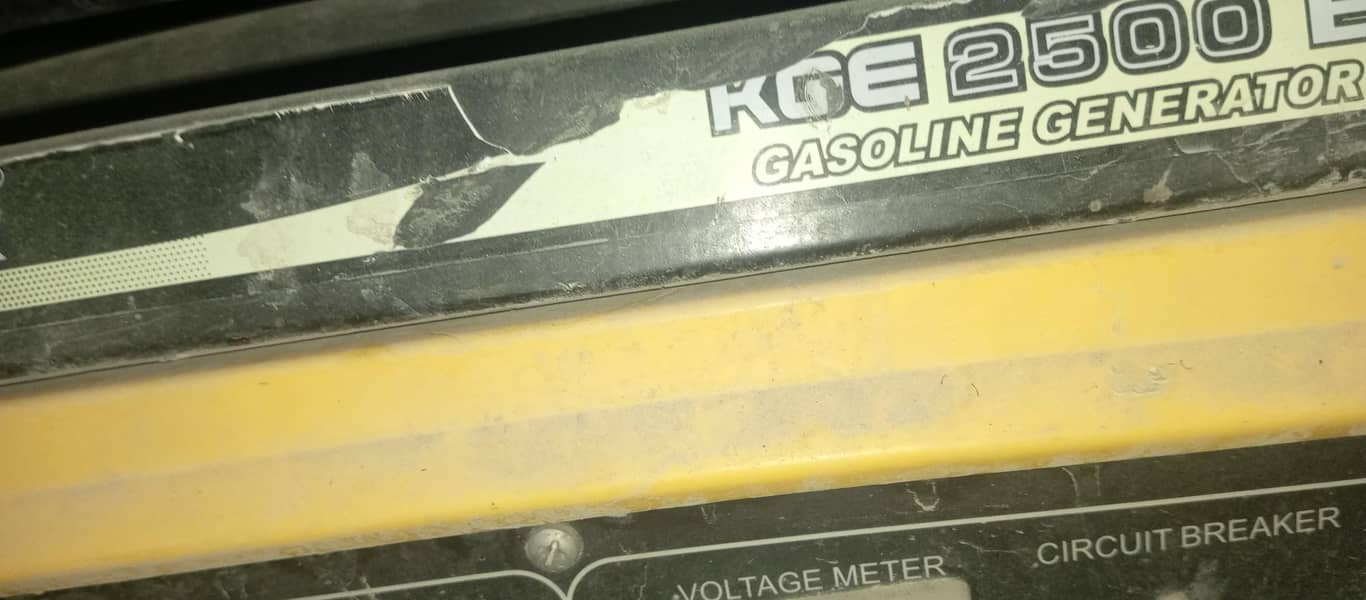 KGE 2500 E
GASOLINE GENERATOR
VOLTAGE METER
CIRCUIT BREAKER